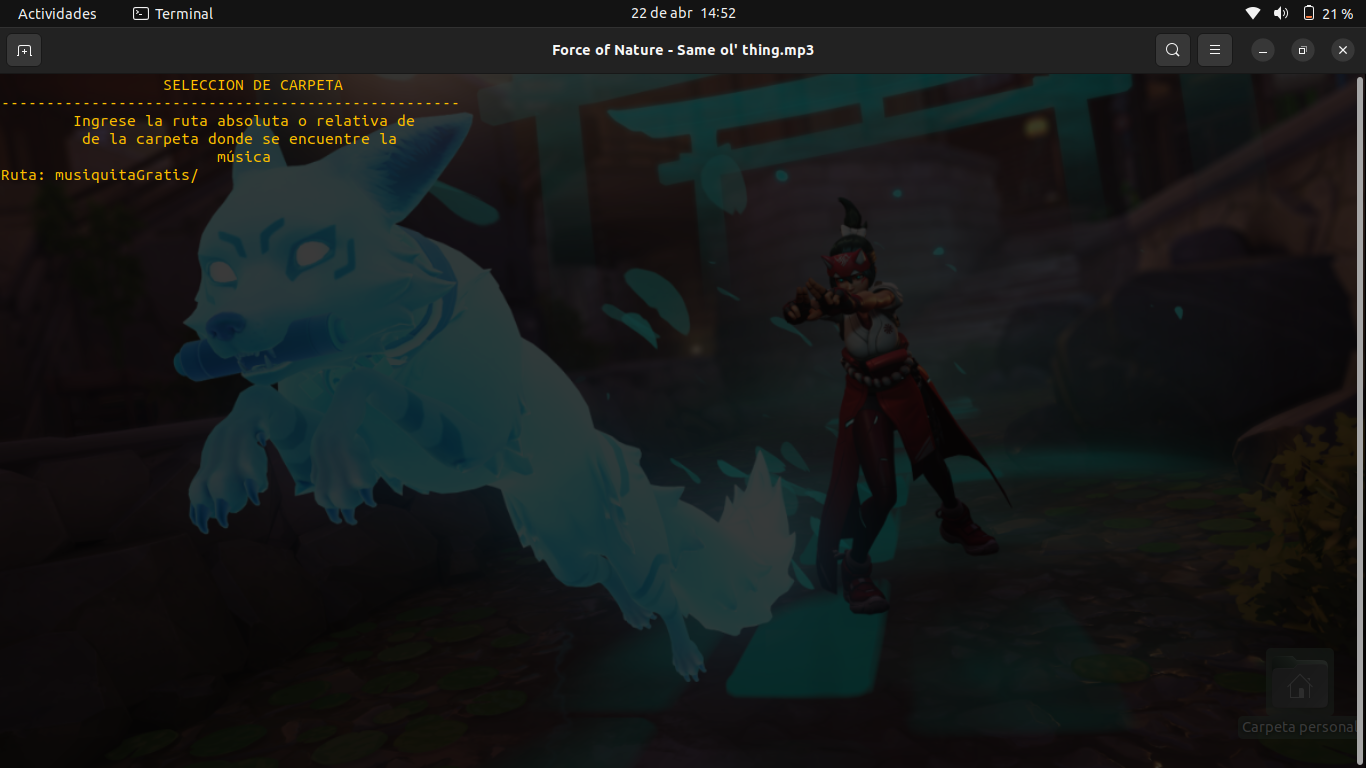 Actividades
Terminal
22 de abr 14:52
21 %
Force of Nature - Same ol' thing.mp3
SELECCION DE CARPETA
---------------------------------------------------
Ingrese la ruta absoluta o relativa de
de la carpeta donde se encuentre la
música
Ruta: musiquitaGratis/
Carpeta personal